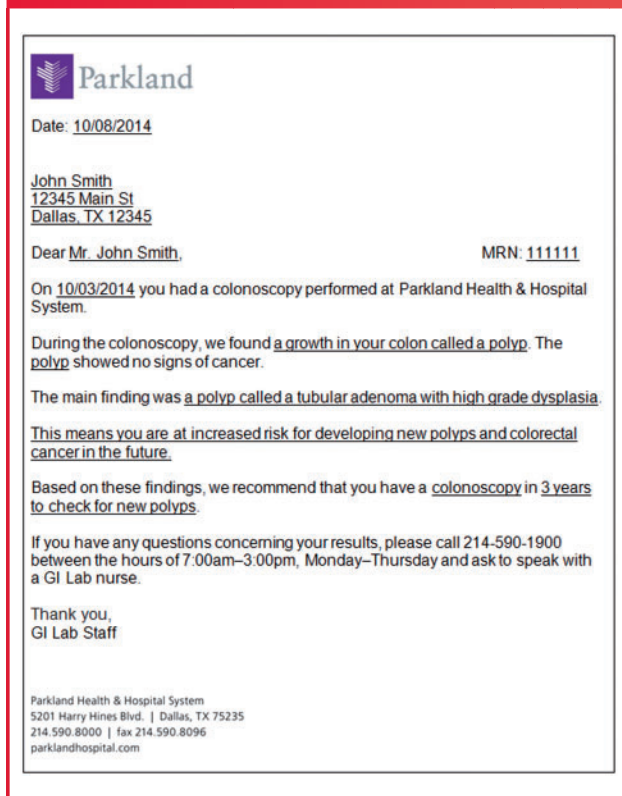 Parkland
Date: 10/08/2014
John Smith
12345 Main St
Dallas, TX 12345
Dear Mr. John Smith, MRN: 111111
On 10/03/2014 you had a colonoscopy performed at Parkland Health & Hospital
System.
During the colonoscopy, we found a growth in your colon called a polyp. The
polyp showed no signs of cancer.
The main finding was a polyp called a tubular adenoma with high grade dysplasia.
This means you are at increased risk for developing new polyps and colorectal
cancer in the future.
Based on these findings, we recommend that you have a colonoscopy in 3 years
to check for new polyps.
If you have any questions concerning your results, please call 214-590-1900
between the hours of 7:00am–3:00pm, Monday–Thursday and ask to speak with
a GI Lab nurse.
Thank you,
GI Lab Staff
Parkland Health & Hospital System
5201 Harry Hines Blvd. | Dallas, TX 75235
214.590.8000 | fax 214.590.8096
parklandhospital.com